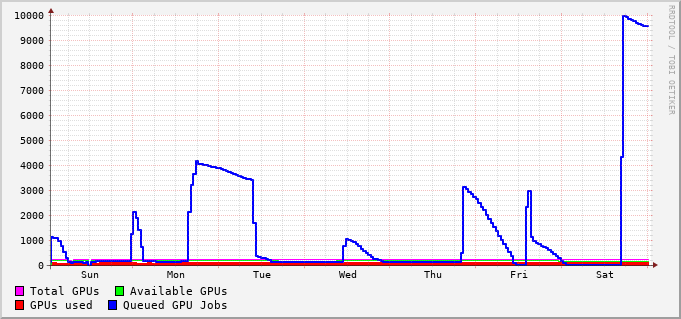 10000
9000
8000
7000
6000
5000
4000
3000
2000
1000
0
Sun Mon Tue Wed Thu Fri Sat
Total GPUs Available GPUs
GPUs used Queued GPU Jobs
RRDTOOL / TOBI OETIKER